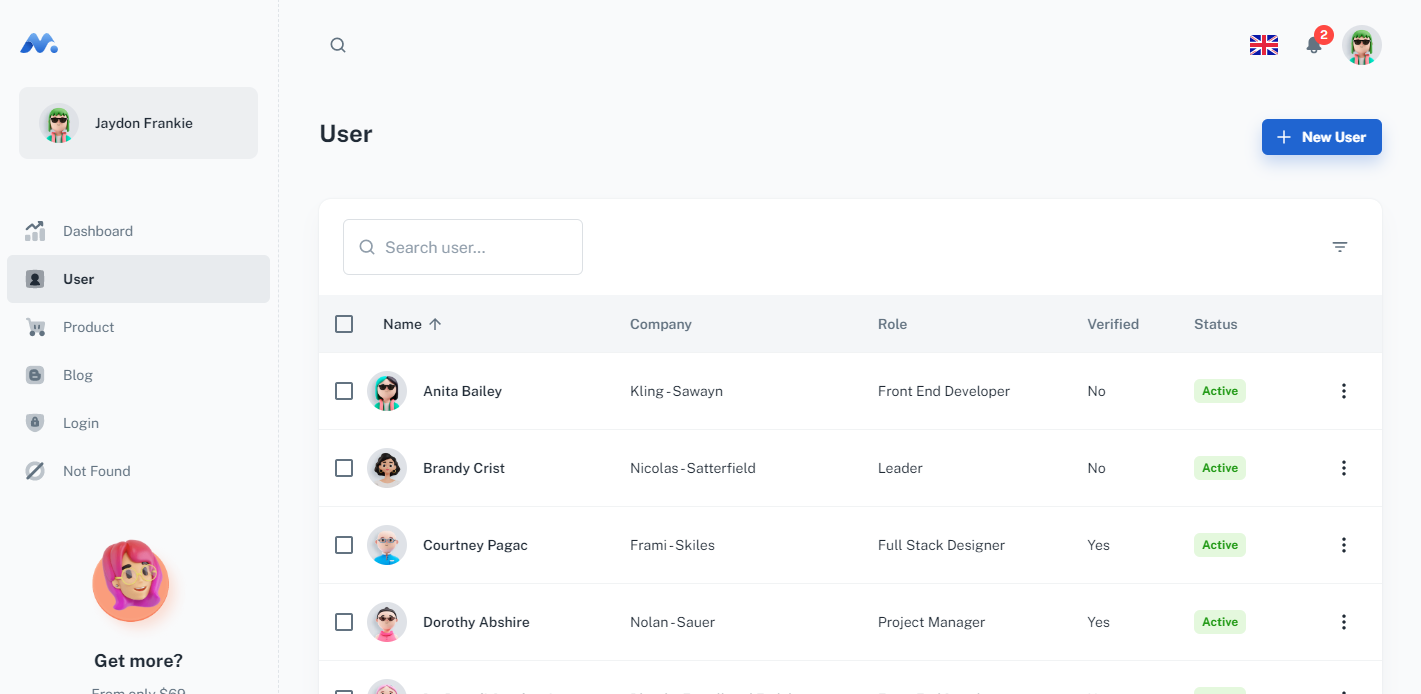 Jaydon Frankie
Dashboard
User
Product
Blog
Login
Not Found
Get more?
From only $69
2
User
New User
Search user...
Name Company Role Verified Status
Anita Bailey Kling - Sawayn Front End Developer No Active
Brandy Crist Nicolas - Satterfield Leader No Active
Courtney Pagac Frami - Skiles Full Stack Designer Yes Active
Dorothy Abshire Nolan - Sauer Project Manager Yes Active